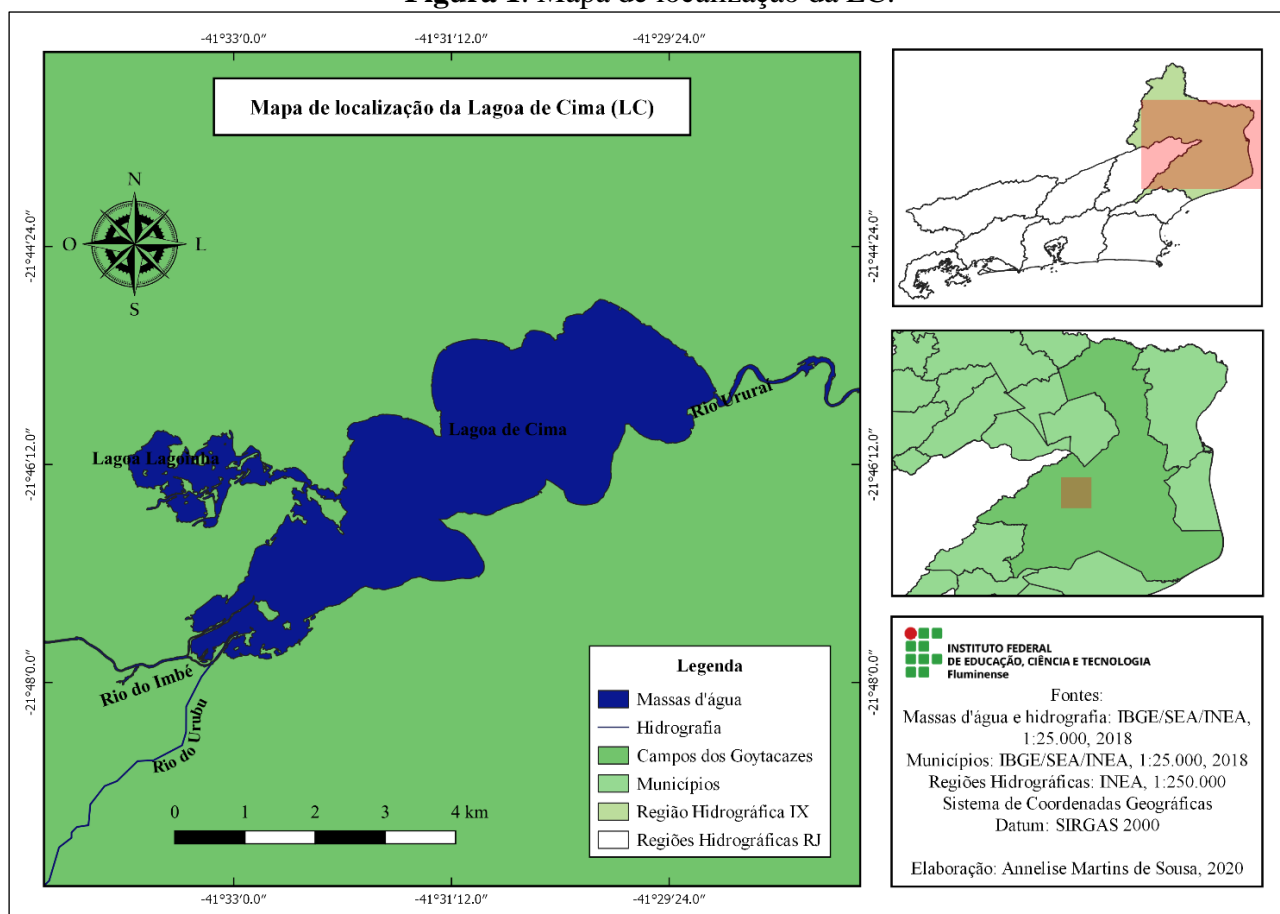 Figura 1. Mapa de localização da LC.
-41°33'0.0" -41°31'12.0" -41°29'24.0"
Mapa de localização da Lagoa de Cima (LC)
N
O L
S
-21°44'24.0" -21°44'24.0"
Rio Ururaí
Lagoa de Cima
Lagoa Lagoinha
-21°46'12.0" -21°46'12.0"
Rio do Imbé
Rio do Urubu
-21°48'0.0" -21°48'0.0"
0 1 2 3 4 km
Legenda
Massas d'água
Hidrografia
Campos dos Goytacazes
Municípios
Região Hidrográfica IX
Regiões Hidrográficas RJ
-41°33'0.0" -41°31'12.0" -41°29'24.0"
INSTITUTO FEDERAL
DE EDUCAÇÃO, CIÊNCIA E TECNOLOGIA
Fluminense
Fontes:
Massas d'água e hidrografia: IBGE/SEA/INEA,
1:25.000, 2018
Municípios: IBGE/SEA/INEA, 1:25.000, 2018
Regiões Hidrográficas: INEA, 1:250.000
Sistema de Coordenadas Geográficas
Datum: SIRGAS 2000
Elaboração: Annelise Martins de Sousa, 2020